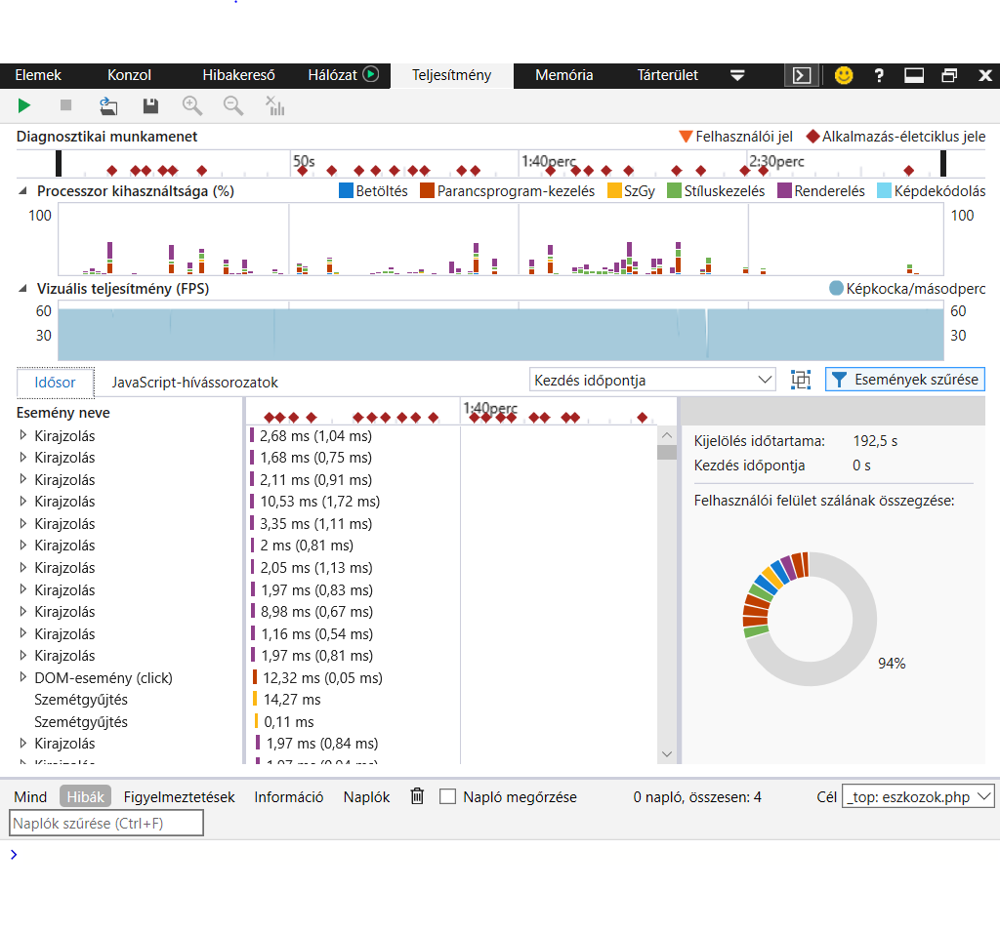 Elemek Konzol Hibakereső Hálózat Teljesítmény Memória Tárterület ?
Diagnosztikai munkamenet Felhasználói jel Alkalmazás-életciklus jele
50s 1:40perc 2:30perc
Processzor kihasználtsága (%) Betöltés Parancsprogram-kezelés SzGy Stíluskezelés Renderelés Képdekódolás
100 100
Vizuális teljesítmény (FPS) Képkocka/másodperc
60 60
30 30
Idősor JavaScript-hívássorozatok Kezdés időpontja Események szűrése
Esemény neve 1:40perc
Kirajzolás 2,68 ms (1,04 ms)
Kirajzolás 1,68 ms (0,75 ms)
Kirajzolás 2,11 ms (0,91 ms)
Kirajzolás 10,53 ms (1,72 ms)
Kirajzolás 3,35 ms (1,11 ms)
Kirajzolás 2 ms (0,81 ms)
Kirajzolás 2,05 ms (1,13 ms)
Kirajzolás 1,97 ms (0,83 ms)
Kirajzolás 8,98 ms (0,67 ms)
Kirajzolás 1,16 ms (0,54 ms)
Kirajzolás 1,97 ms (0,81 ms)
DOM-esemény (click) 12,32 ms (0,05 ms)
Szemétgyűjtés 14,27 ms
Szemétgyűjtés 0,11 ms
Kirajzolás 1,97 ms (0,84 ms)
Kijelölés időtartama: 192,5 s
Kezdés időpontja 0 s
Felhasználói felület szálának összegzése:
94%
Mind Hibák Figyelmeztetések Információ Naplók Napló megőrzése 0 napló, összesen: 4 Cél _top: eszkozok.php
Naplók szűrése (Ctrl+F)
>